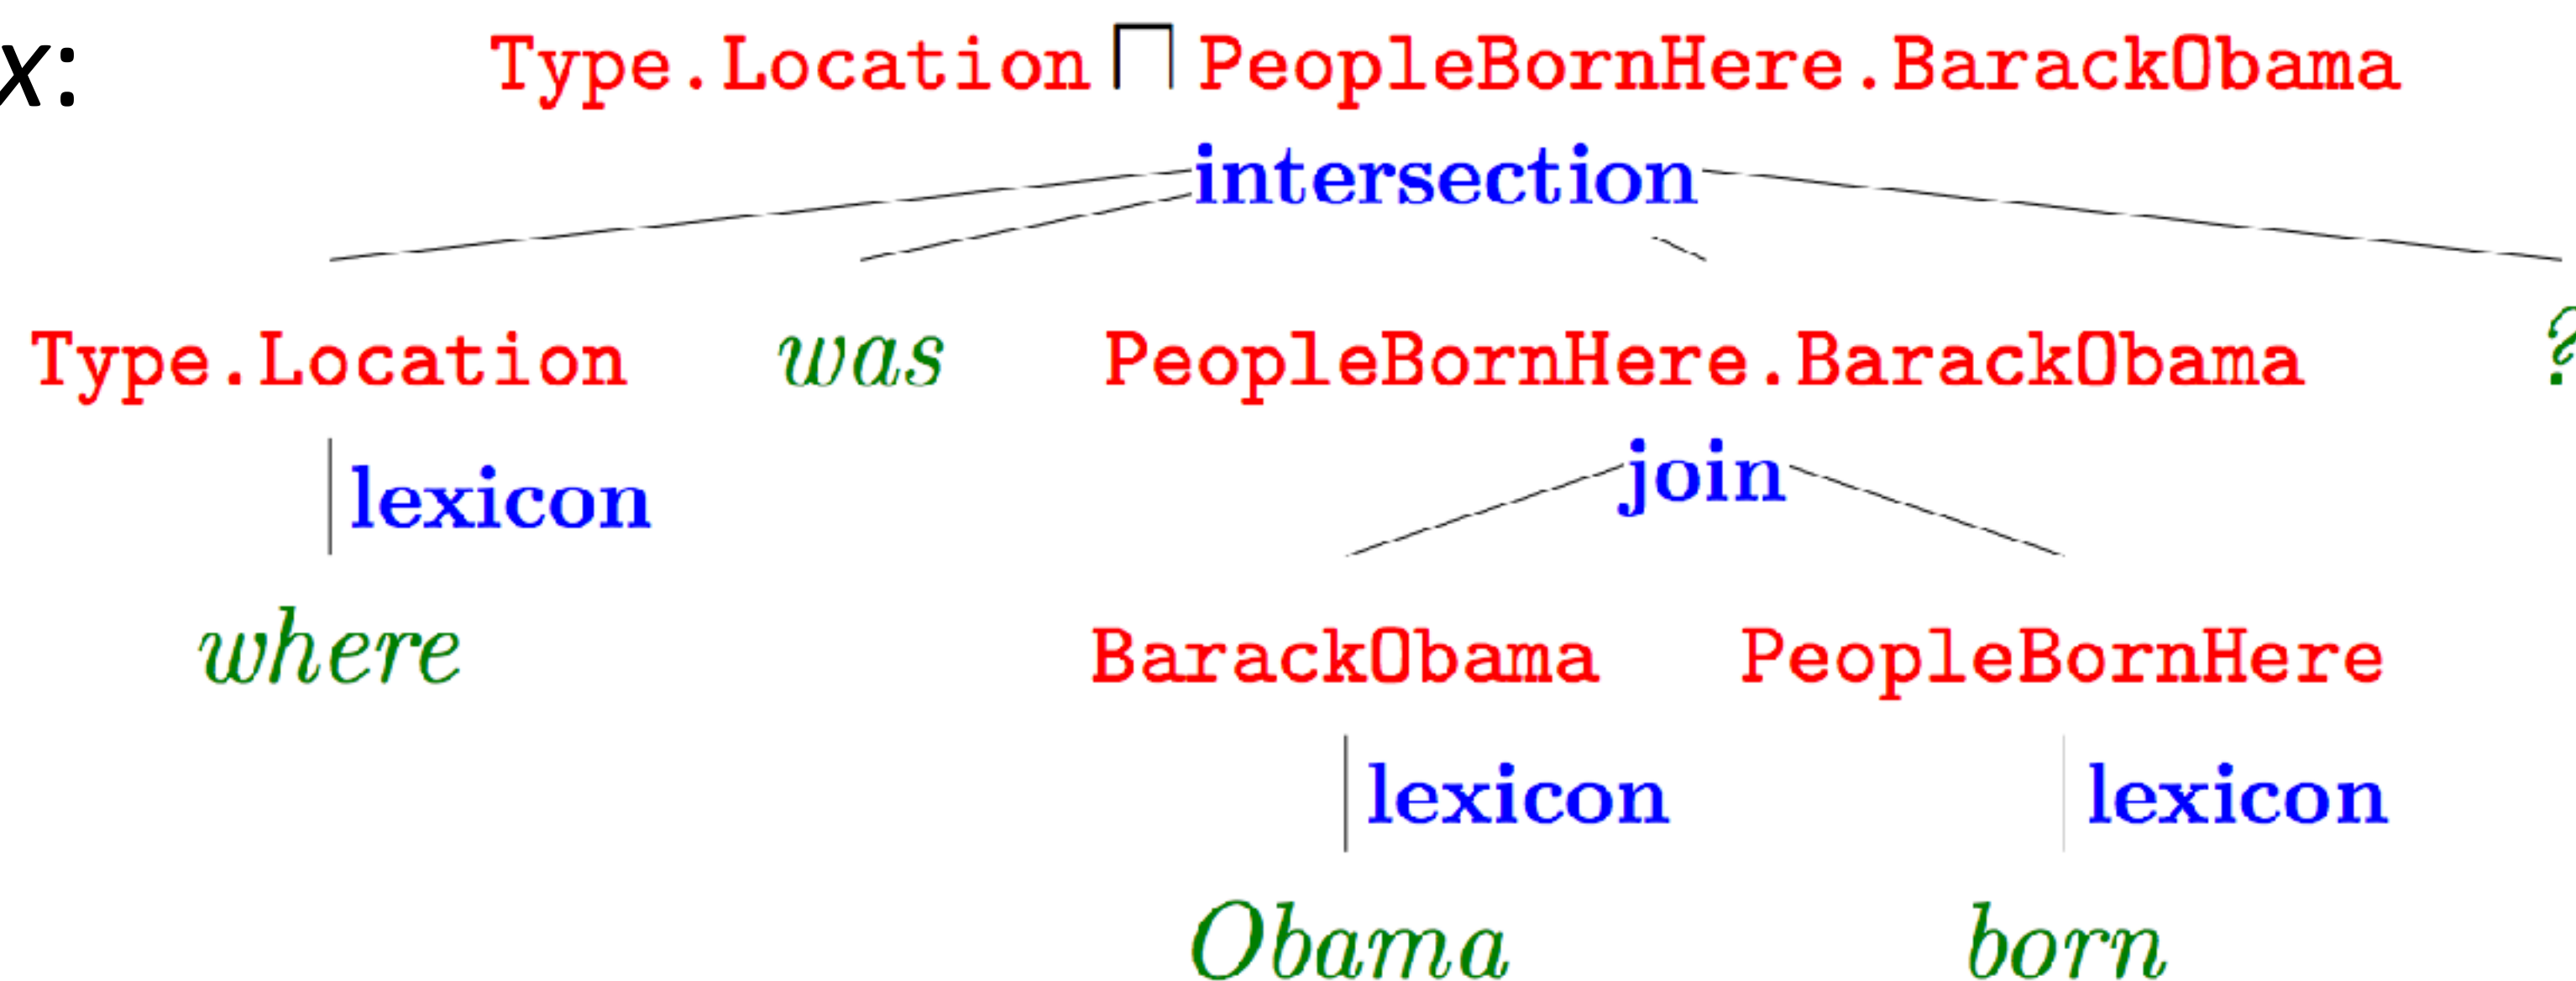 x: Type.Location ⊓ PeopleBornHere.BarackObama
intersection
Type.Location was PeopleBornHere.BarackObama ?
lexicon join
where BarackObama PeopleBornHere
lexicon lexicon
Obama born